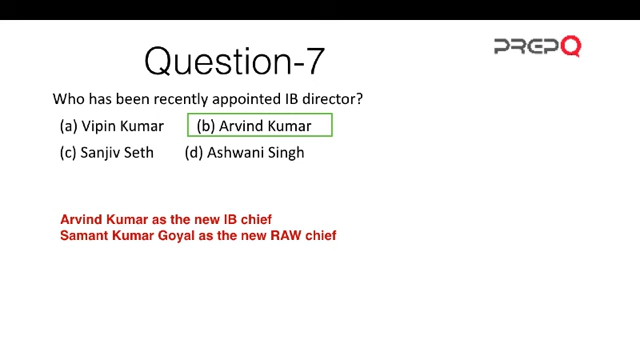 PREPQ
Question-7
Who has been recently appointed IB director?
(a) Vipin Kumar (b) Arvind Kumar
(c) Sanjiv Seth (d) Ashwani Singh
Arvind Kumar as the new IB chief
Samant Kumar Goyal as the new RAW chief